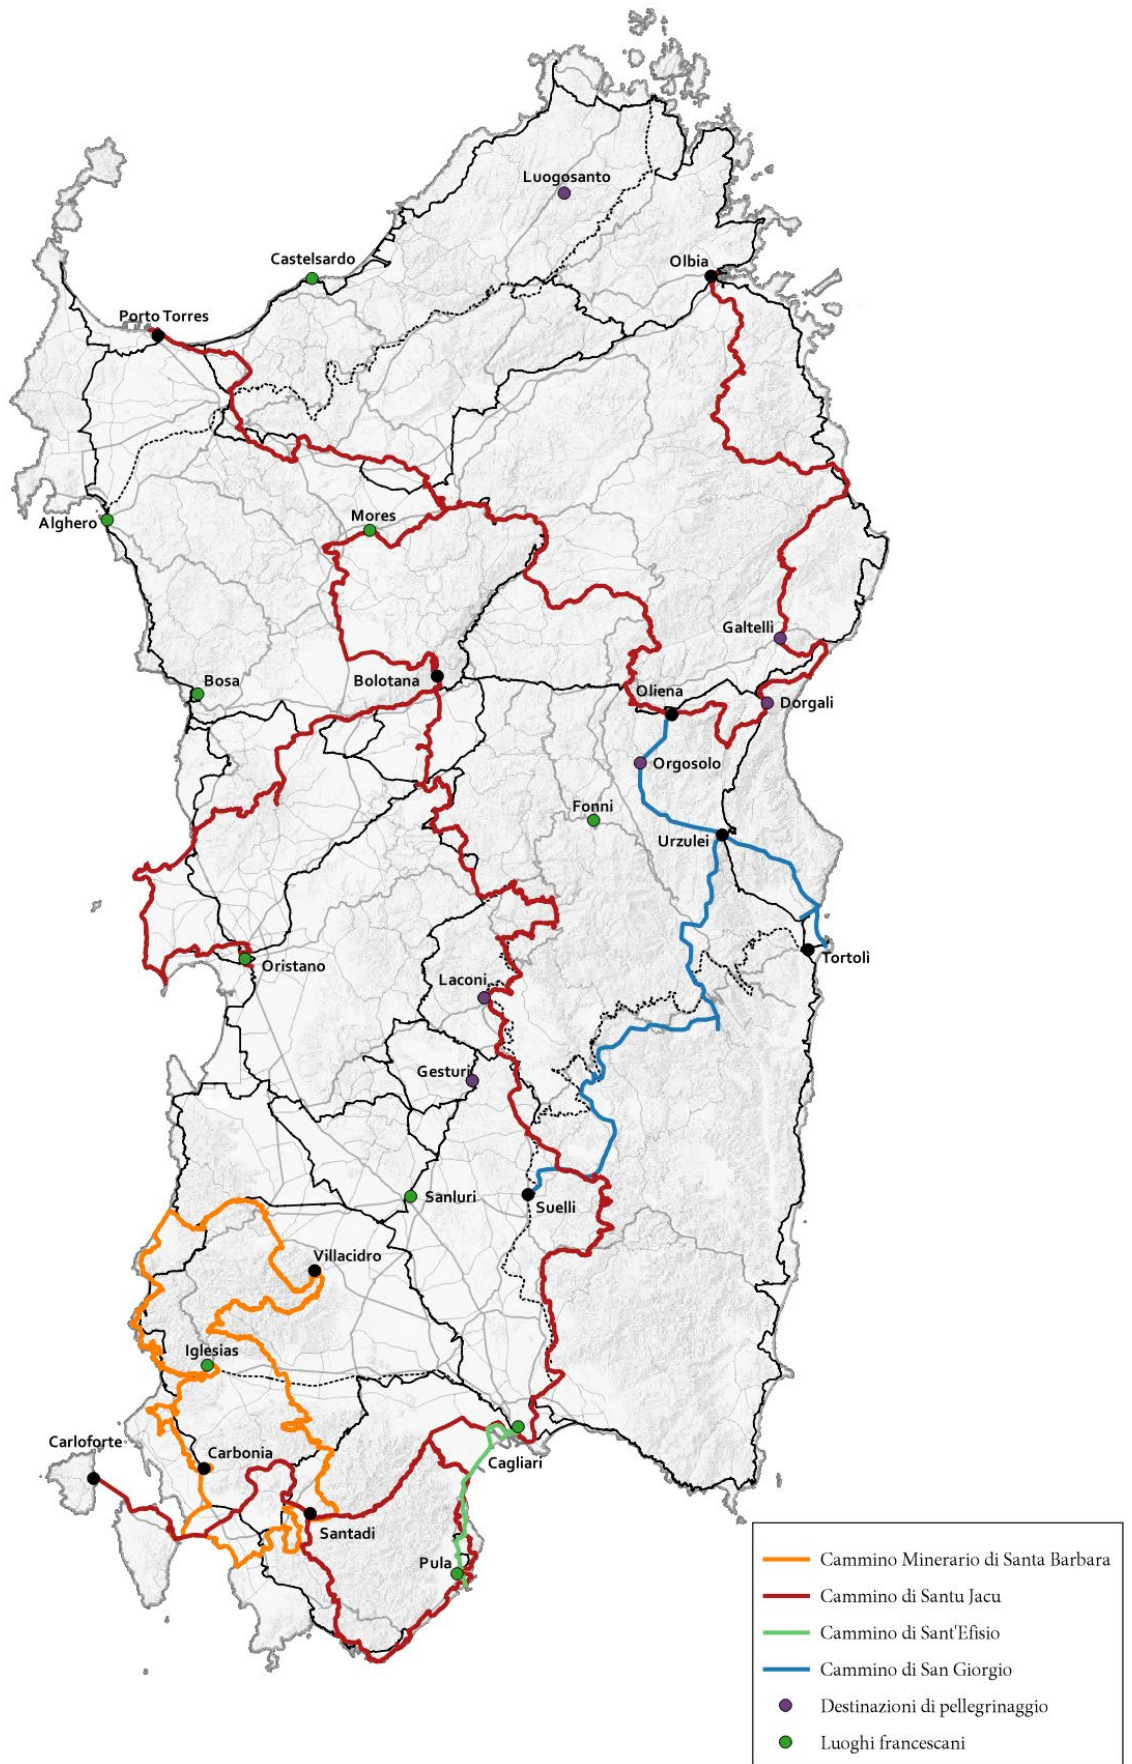 Luogosanto
Castelsardo
Olbia
Porto Torres
Mores
Alghero
Galtellì
Bosa
Bolotana
Oliena
Dorgali
Orgosolo
Fonni
Urzulei
Tortolì
Oristano
Laconi
Gesturi
Sanluri
Suelli
Villacidro
Iglesias
Carloforte
Carbonia
Cagliari
Santadi
Pula
Cammino Minerario di Santa Barbara
Cammino di Santu Jacu
Cammino di Sant'Efisio
Cammino di San Giorgio
Destinazioni di pellegrinaggio
Luoghi francescani